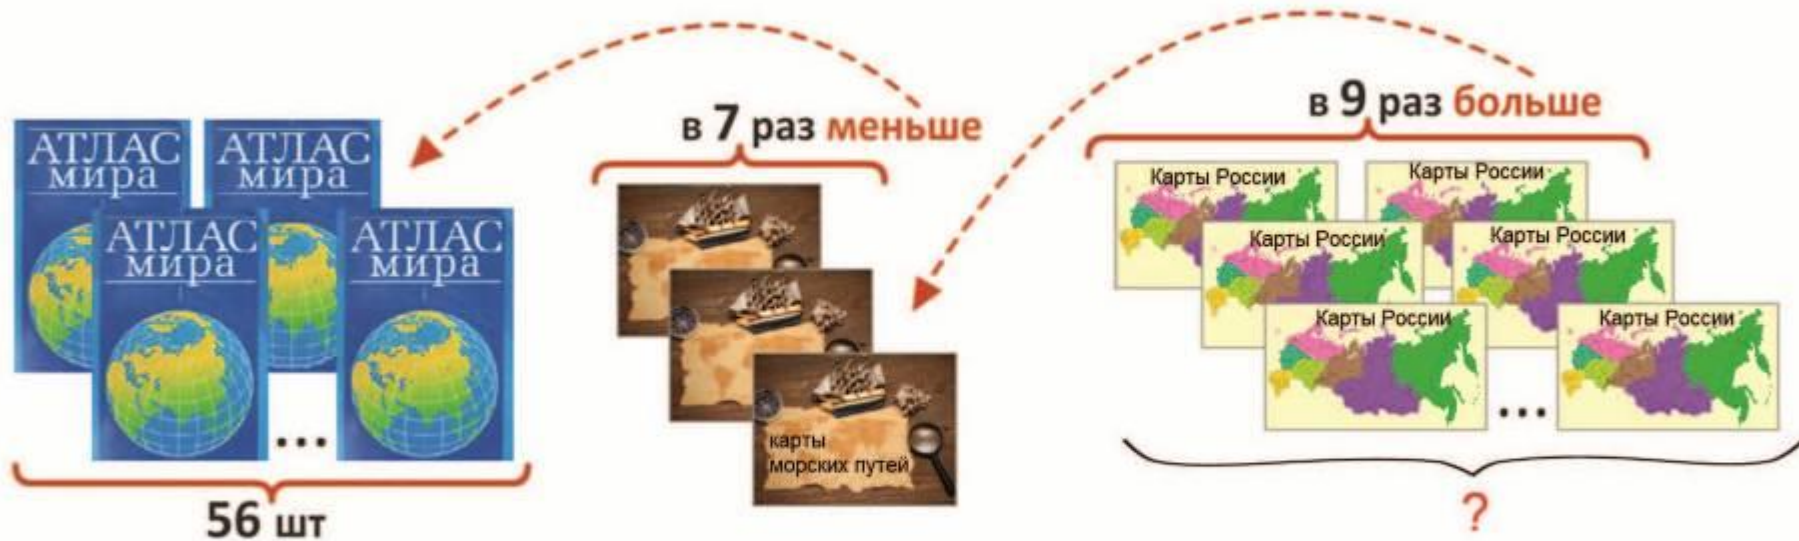 в 7 раз меньше
в 9 раз больше
АТЛАС
мира
АТЛАС
мира
АТЛАС
мира
АТЛАС
мира
...
56 шт
карты
морских путей
Карты России
Карты России
Карты России
Карты России
Карты России
Карты России
...
?